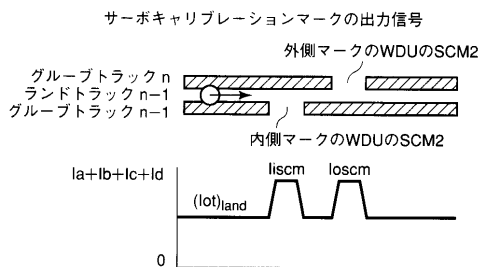 サーボキャリブレーションマークの出力信号
外側マークのWDUのSCM2
グルーブトラック n
ランドトラック n−1
グルーブトラック n−1
内側マークのWDUのSCM2
Ia+Ib+Ic+Id
Iiscm
Ioscm
(Iot)land
0